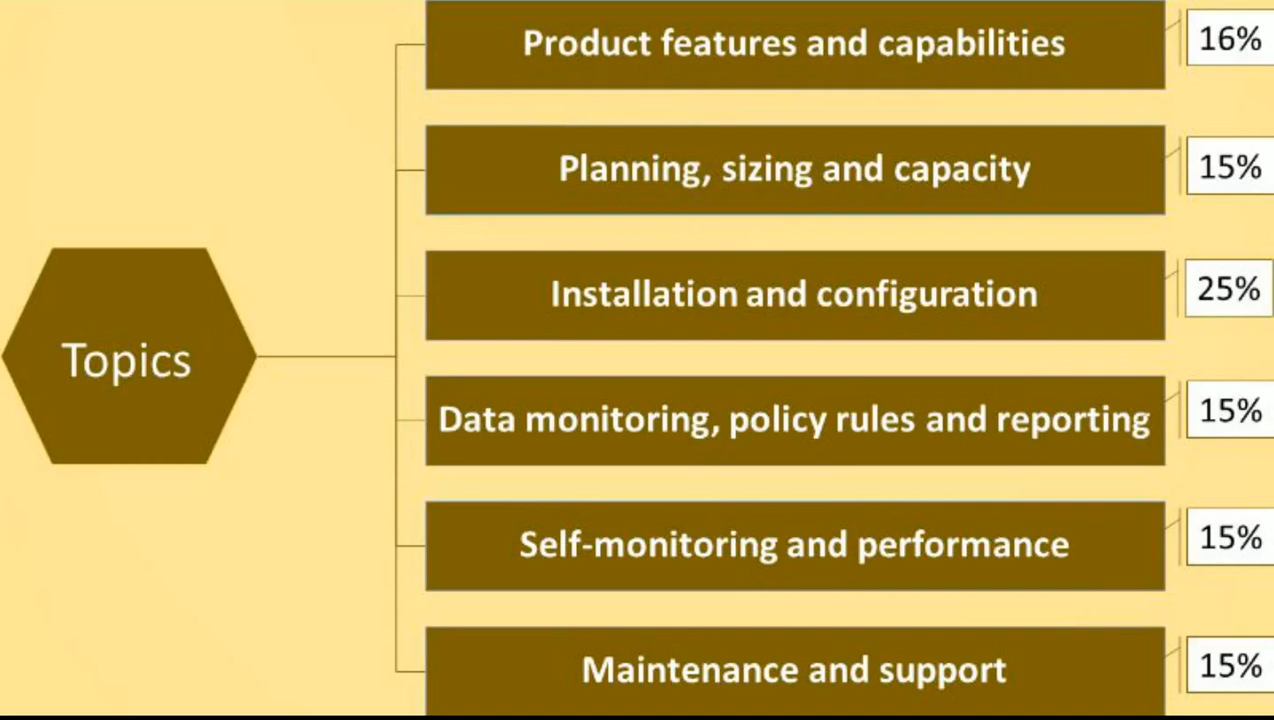 Product features and capabilities
16%
Planning, sizing and capacity
15%
Installation and configuration
25%
Topics
Data monitoring, policy rules and reporting
15%
Self-monitoring and performance
15%
Maintenance and support
15%